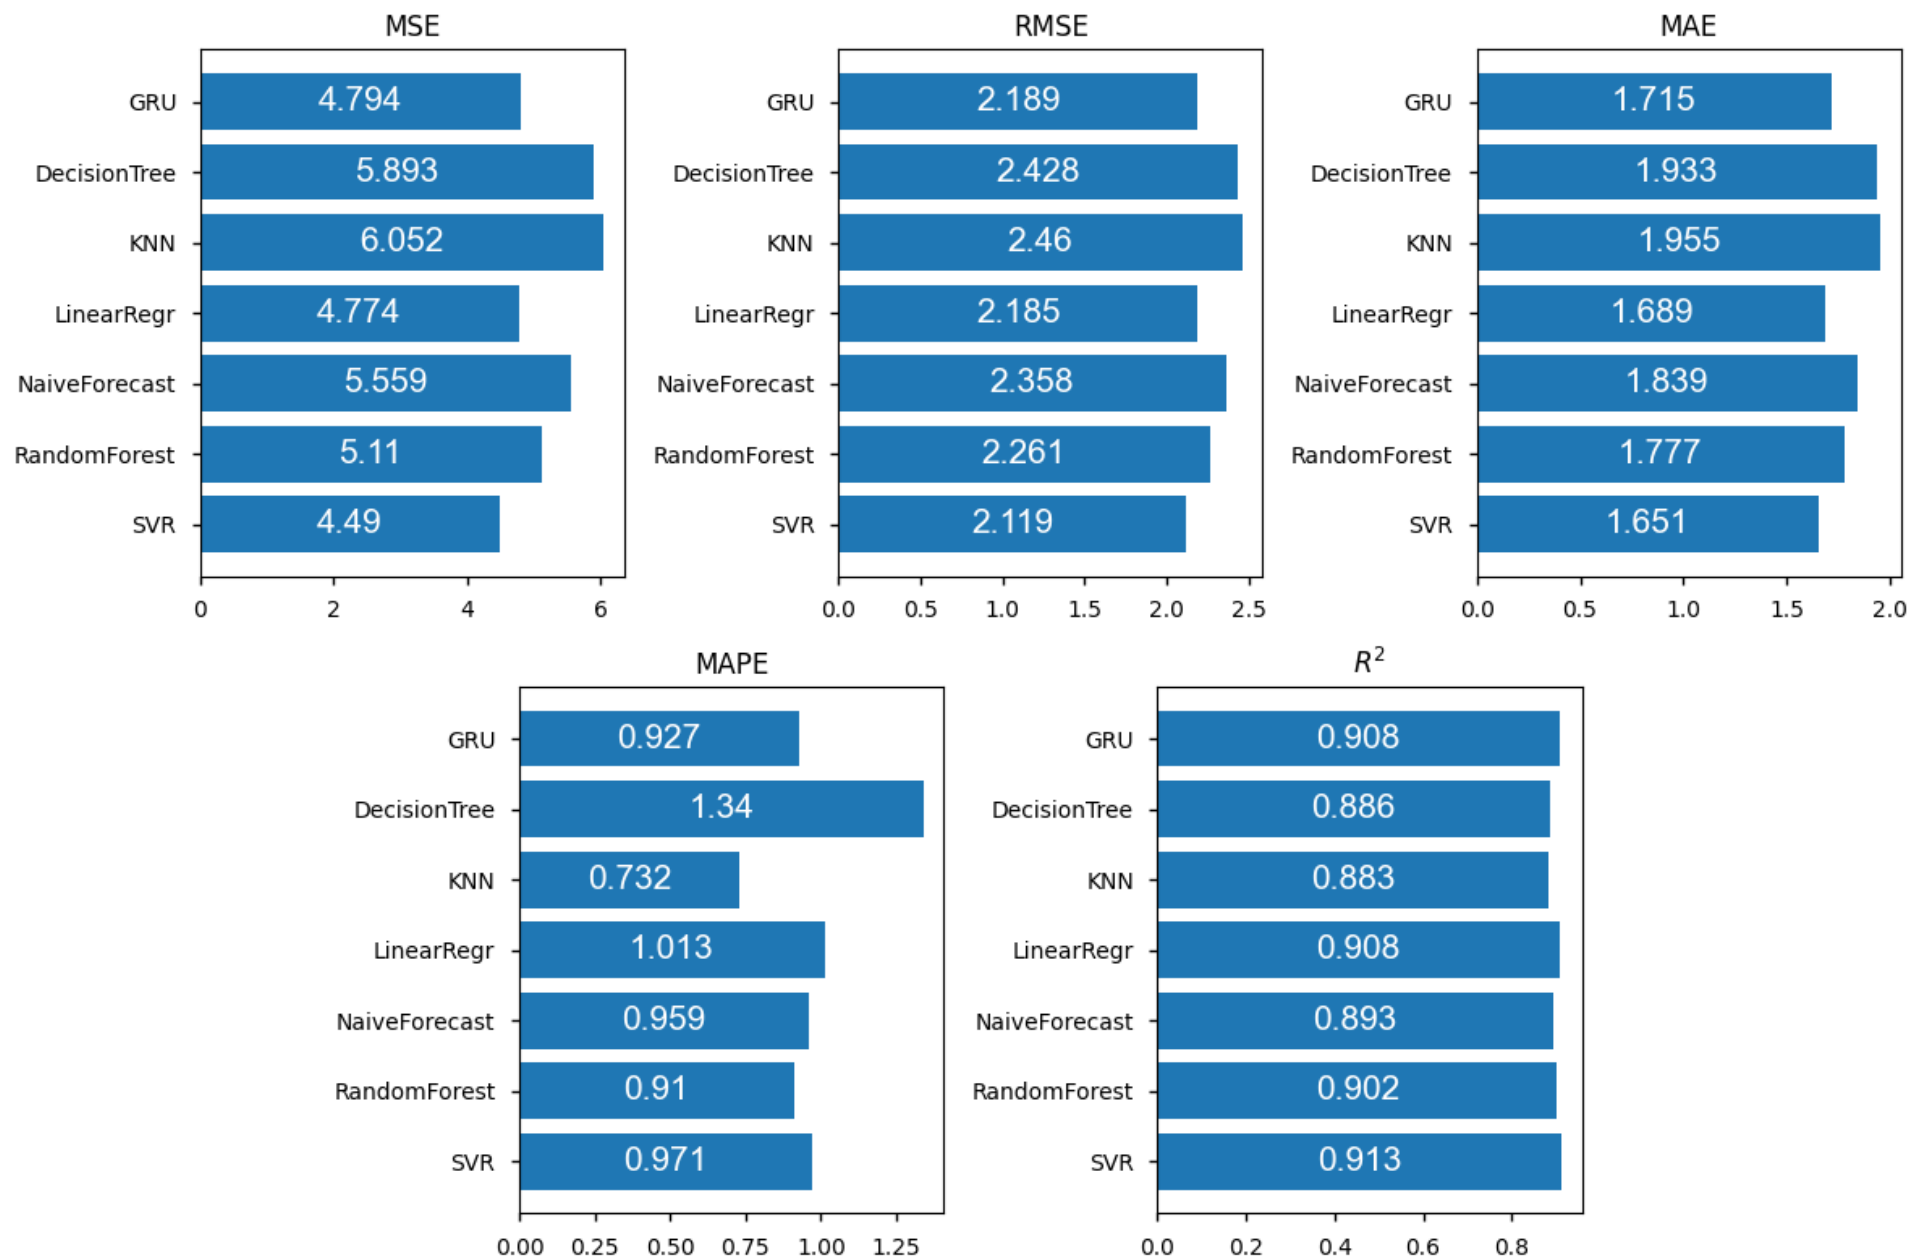 MSE
GRU 4.794
DecisionTree 5.893
KNN 6.052
LinearRegr 4.774
NaiveForecast 5.559
RandomForest 5.11
SVR 4.49
0 2 4 6
RMSE
GRU 2.189
DecisionTree 2.428
KNN 2.46
LinearRegr 2.185
NaiveForecast 2.358
RandomForest 2.261
SVR 2.119
0.0 0.5 1.0 1.5 2.0 2.5
MAE
GRU 1.715
DecisionTree 1.933
KNN 1.955
LinearRegr 1.689
NaiveForecast 1.839
RandomForest 1.777
SVR 1.651
0.0 0.5 1.0 1.5 2.0
MAPE
GRU 0.927
DecisionTree 1.34
KNN 0.732
LinearRegr 1.013
NaiveForecast 0.959
RandomForest 0.91
SVR 0.971
0.00 0.25 0.50 0.75 1.00 1.25
R²
GRU 0.908
DecisionTree 0.886
KNN 0.883
LinearRegr 0.908
NaiveForecast 0.893
RandomForest 0.902
SVR 0.913
0.0 0.2 0.4 0.6 0.8